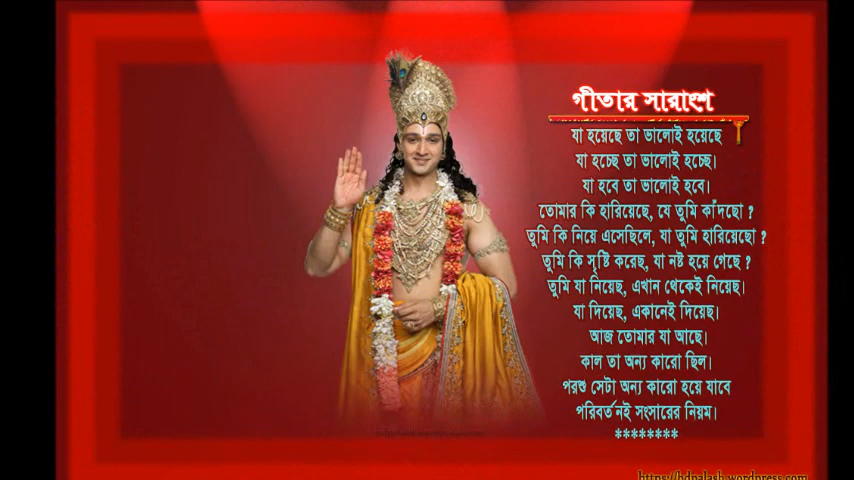 গীতার সারাংশ
যা হয়েছে তা ভালোই হয়েছে
যা হচ্ছে তা ভালোই হচ্ছে।
যা হবে তা ভালোই হবে।
তোমার কি হারিয়েছে, যে তুমি কাঁদছো ?
তুমি কি নিয়ে এসেছিলে, যা তুমি হারিয়েছো ?
তুমি কি সৃষ্টি করেছ, যা নষ্ট হয়ে গেছে ?
তুমি যা নিয়েছ, এখান থেকেই নিয়েছ।
যা দিয়েছ, একানেই দিয়েছ।
আজ তোমার যা আছে।
কাল তা অন্য কারো ছিল।
পরশু সেটা অন্য কারো হয়ে যাবে
পরিবর্তনই সংসারের নিয়ম।
********
https://hdpalash.wordpress.com